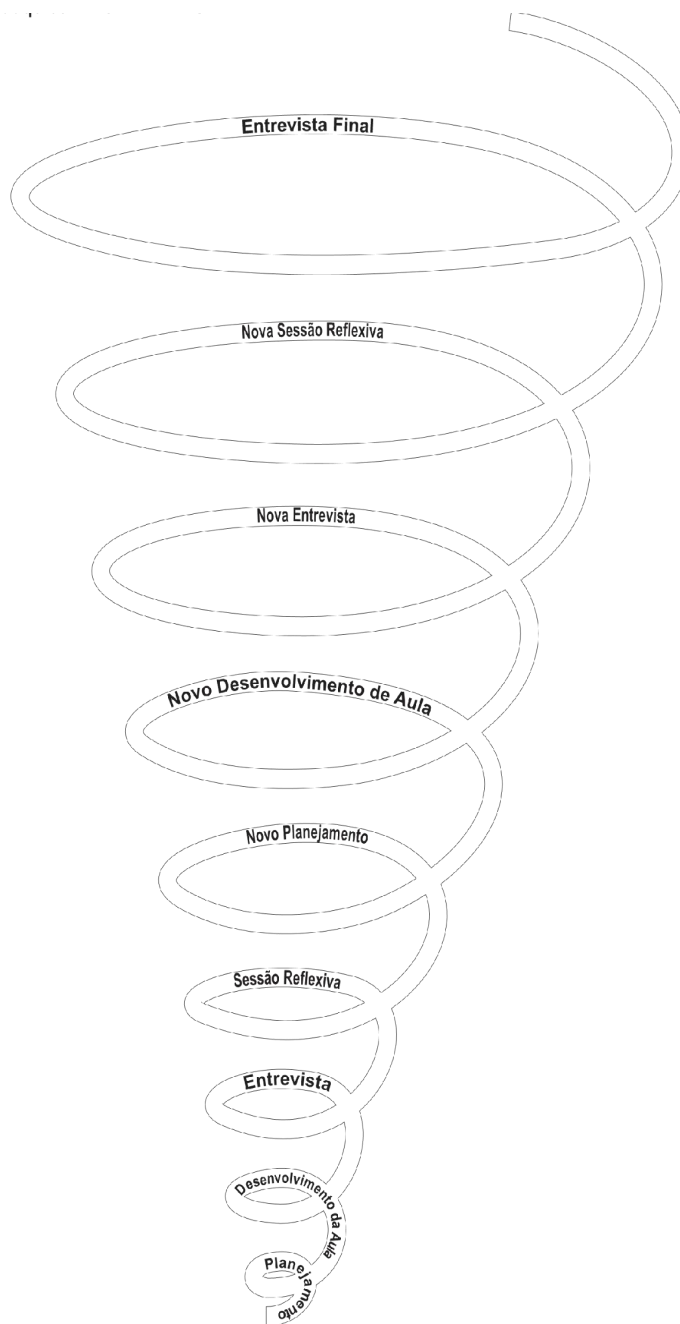 Entrevista Final
Nova Sessão Reflexiva
Nova Entrevista
Novo Desenvolvimento de Aula
Novo Planejamento
Sessão Reflexiva
Entrevista
Desenvolvimento da Aula
Planejamento